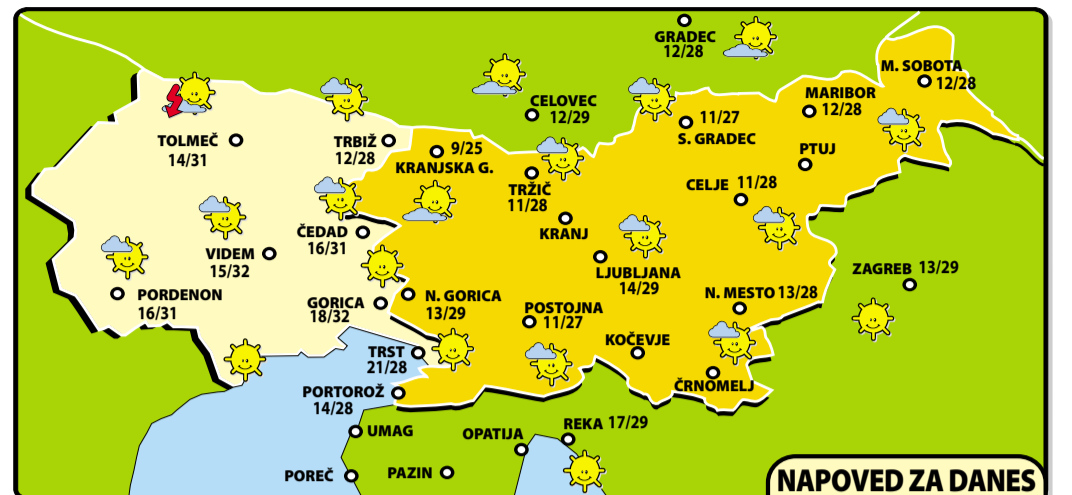 GRADEC
12/28
M. SOBOTA
12/28
MARIBOR
12/28
CELOVEC
12/29
11/27
S. GRADEC
TOLMEČ
14/31
TRBIŽ
12/28
9/25
KRANJSKA G.
PTUJ
TRŽIČ
11/28
CELJE 11/28
KRANJ
ČEDAD
16/31
VIDEM
15/32
LJUBLJANA
14/29
ZAGREB 13/29
PORDENON
16/31
GORICA
18/32
N. GORICA
13/29
POSTOJNA
11/27
N. MESTO 13/28
KOČEVJE
TRST
21/28
ČRNOMELJ
PORTOROŽ
14/28
UMAG
OPATIJA
REKA 17/29
POREČ
PAZIN
NAPOVED ZA DANES